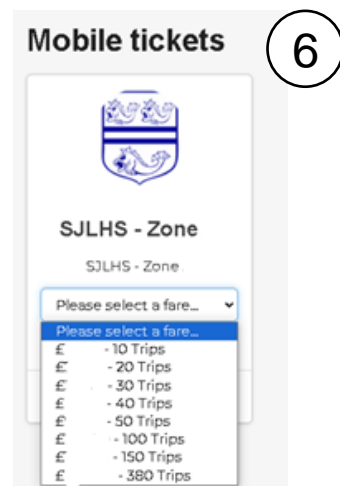 Mobile tickets
6
SJLHS - Zone
SJLHS - Zone
Please select a fare...
Please select a fare...
£ - 10 Trips
£ - 20 Trips
£ - 30 Trips
£ - 40 Trips
£ - 50 Trips
£ - 100 Trips
£ - 150 Trips
£ - 380 Trips